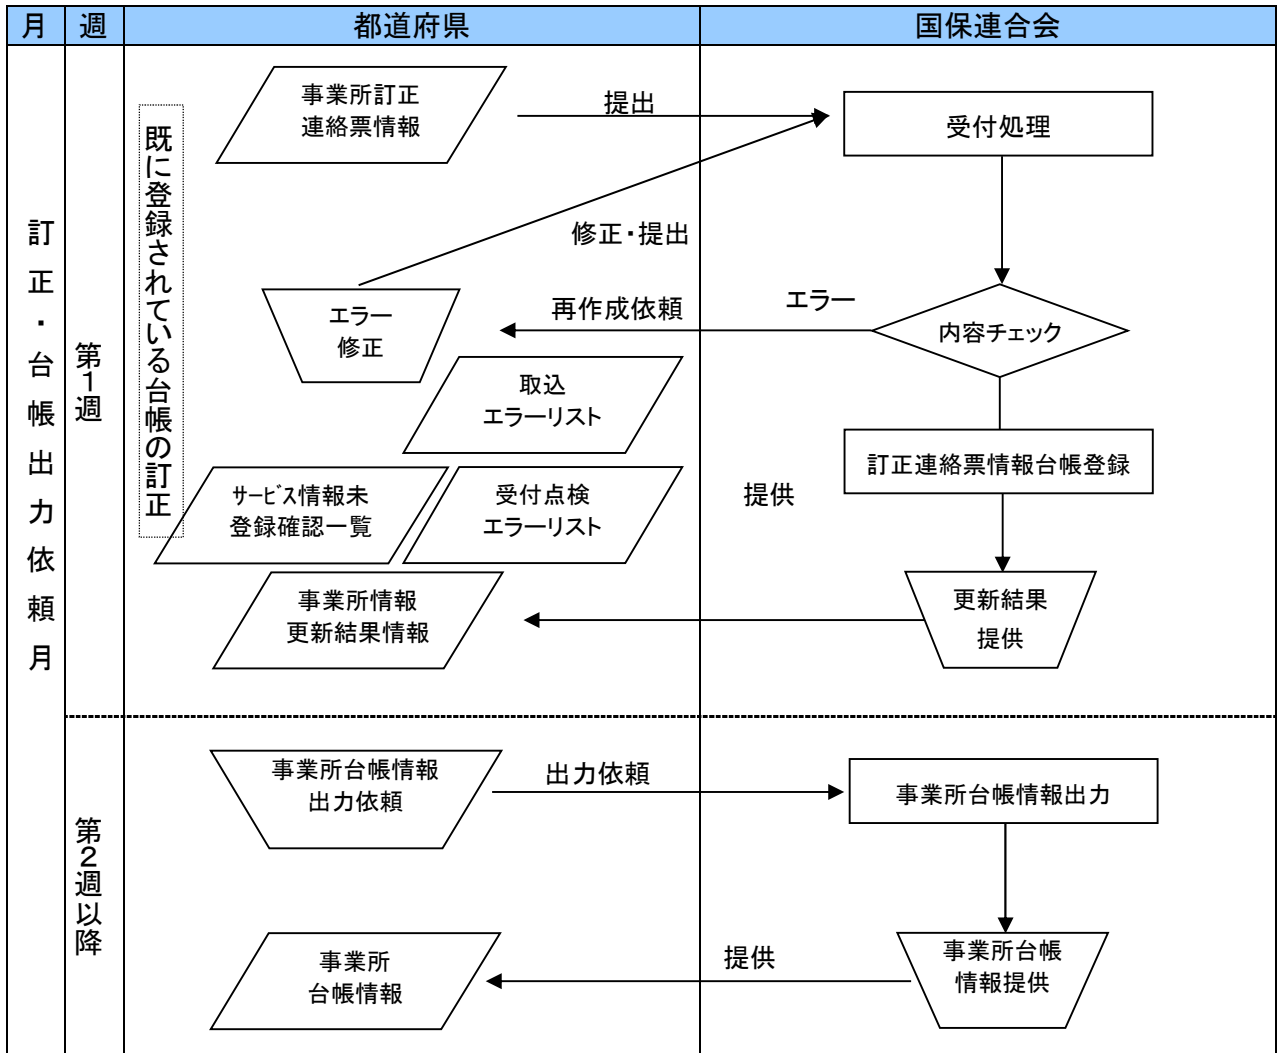 月
週
都道府県
国保連合会
訂正・台帳出力依頼月
第1週
既に登録されている台帳の訂正
事業所訂正
連絡票情報
提出
受付処理
修正・提出
エラー
修正
再作成依頼
エラー
内容チェック
取込
エラーリスト
訂正連絡票情報台帳登録
サービス情報未
登録確認一覧
受付点検
エラーリスト
提供
事業所情報
更新結果情報
更新結果
提供
第2週以降
事業所台帳情報
出力依頼
出力依頼
事業所台帳情報出力
事業所
台帳情報
提供
事業所台帳
情報提供